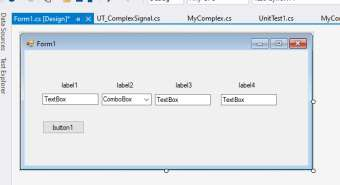 Form1.cs [Design]* UT_ComplexSignal.cs MyComplex.cs UnitTest1.cs MyCo
Data Sources
Test Explorer
Form1
label1 label2 label3 label4
TextBox ComboBox TextBox TextBox
button1